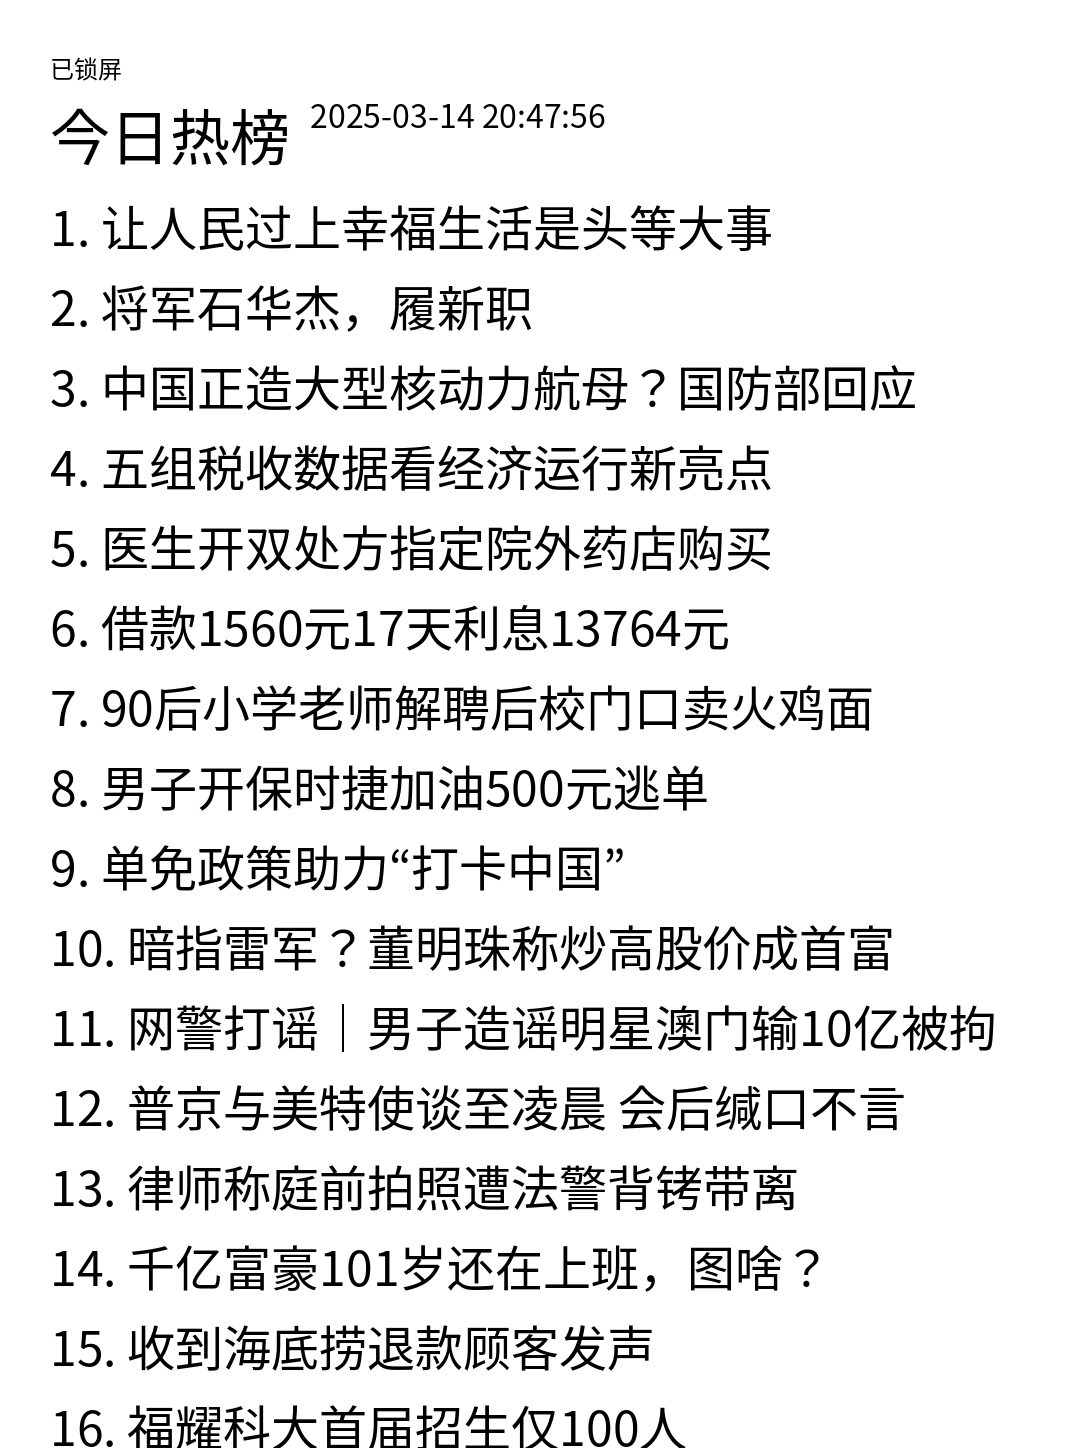 已锁屏
今日热榜 2025-03-14 20:47:56
1. 让人民过上幸福生活是头等大事
2. 将军石华杰，履新职
3. 中国正造大型核动力航母？国防部回应
4. 五组税收数据看经济运行新亮点
5. 医生开双处方指定院外药店购买
6. 借款1560元17天利息13764元
7. 90后小学老师解聘后校门口卖火鸡面
8. 男子开保时捷加油500元逃单
9. 单免政策助力“打卡中国”
10. 暗指雷军？董明珠称炒高股价成首富
11. 网警打谣｜男子造谣明星澳门输10亿被拘
12. 普京与美特使谈至凌晨 会后缄口不言
13. 律师称庭前拍照遭法警背铐带离
14. 千亿富豪101岁还在上班，图啥？
15. 收到海底捞退款顾客发声
16. 福耀科大首届招生仅100人